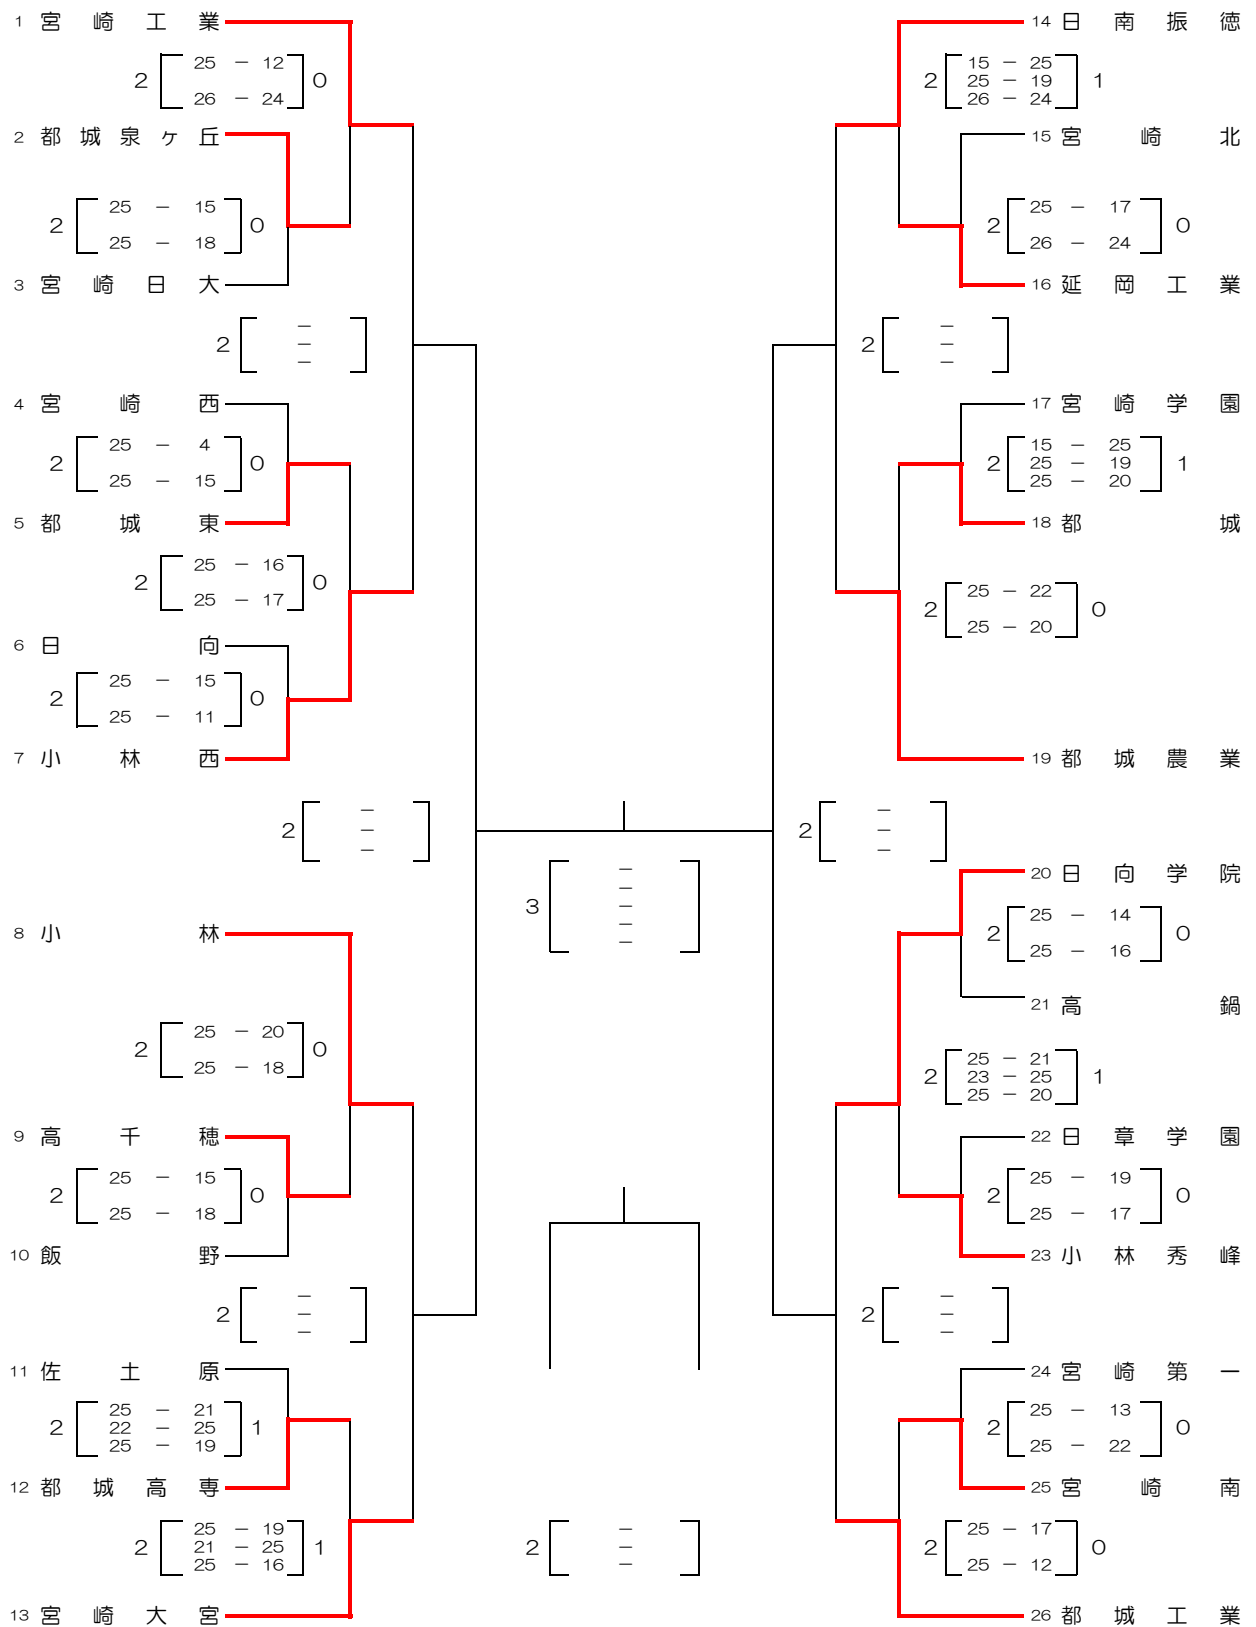 1 宮崎工業
25 － 12
2 0
26 － 24
2 都城泉ヶ丘
25 － 15
2 0
25 － 18
3 宮崎日大
－
2 －
－
4 宮崎西
25 － 4
2 0
25 － 15
5 都城東
25 － 16
2 0
25 － 17
6 日向
25 － 15
2 0
25 － 11
7 小林西
－
2 －
－
8 小林
25 － 20
2 0
25 － 18
9 高千穂
25 － 15
2 0
25 － 18
10 飯野
－
2 －
－
11 佐土原
25 － 21
2 22 － 25 1
25 － 19
12 都城高専
25 － 19
2 21 － 25 1
25 － 16
13 宮崎大宮
－
－
3 －
－
－
－
2 －
－
14 日南振徳
15 － 25
2 25 － 19 1
26 － 24
15 宮崎北
25 － 17
2 0
26 － 24
16 延岡工業
－
2 －
－
17 宮崎学園
15 － 25
2 25 － 19 1
25 － 20
18 都城
25 － 22
2 0
25 － 20
19 都城農業
－
2 －
－
20 日向学院
25 － 14
2 0
25 － 16
21 高鍋
25 － 21
2 23 － 25 1
25 － 20
22 日章学園
25 － 19
2 0
25 － 17
23 小林秀峰
－
2 －
－
24 宮崎第一
25 － 13
2 0
25 － 22
25 宮崎南
25 － 17
2 0
25 － 12
26 都城工業